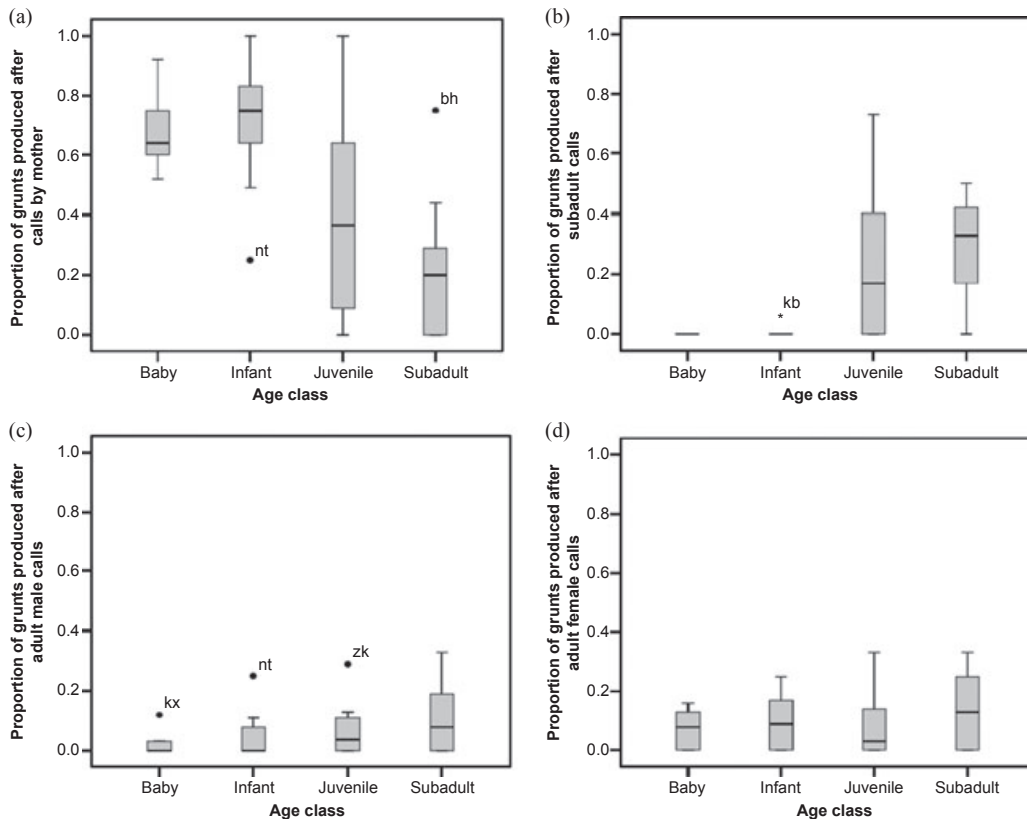 (a)
Proportion of grunts produced after
calls by mother
1.0
0.8
0.6
0.4
0.2
0.0
bh
nt
Baby Infant Juvenile Subadult
Age class
(b)
Proportion of grunts produced after
subadult calls
1.0
0.8
0.6
0.4
0.2
0.0
kb
*
Baby Infant Juvenile Subadult
Age class
(c)
Proportion of grunts produced after
adult male calls
1.0
0.8
0.6
0.4
0.2
0.0
kx
nt
zk
Baby Infant Juvenile Subadult
Age class
(d)
Proportion of grunts produced after
adult female calls
1.0
0.8
0.6
0.4
0.2
0.0
Baby Infant Juvenile Subadult
Age class